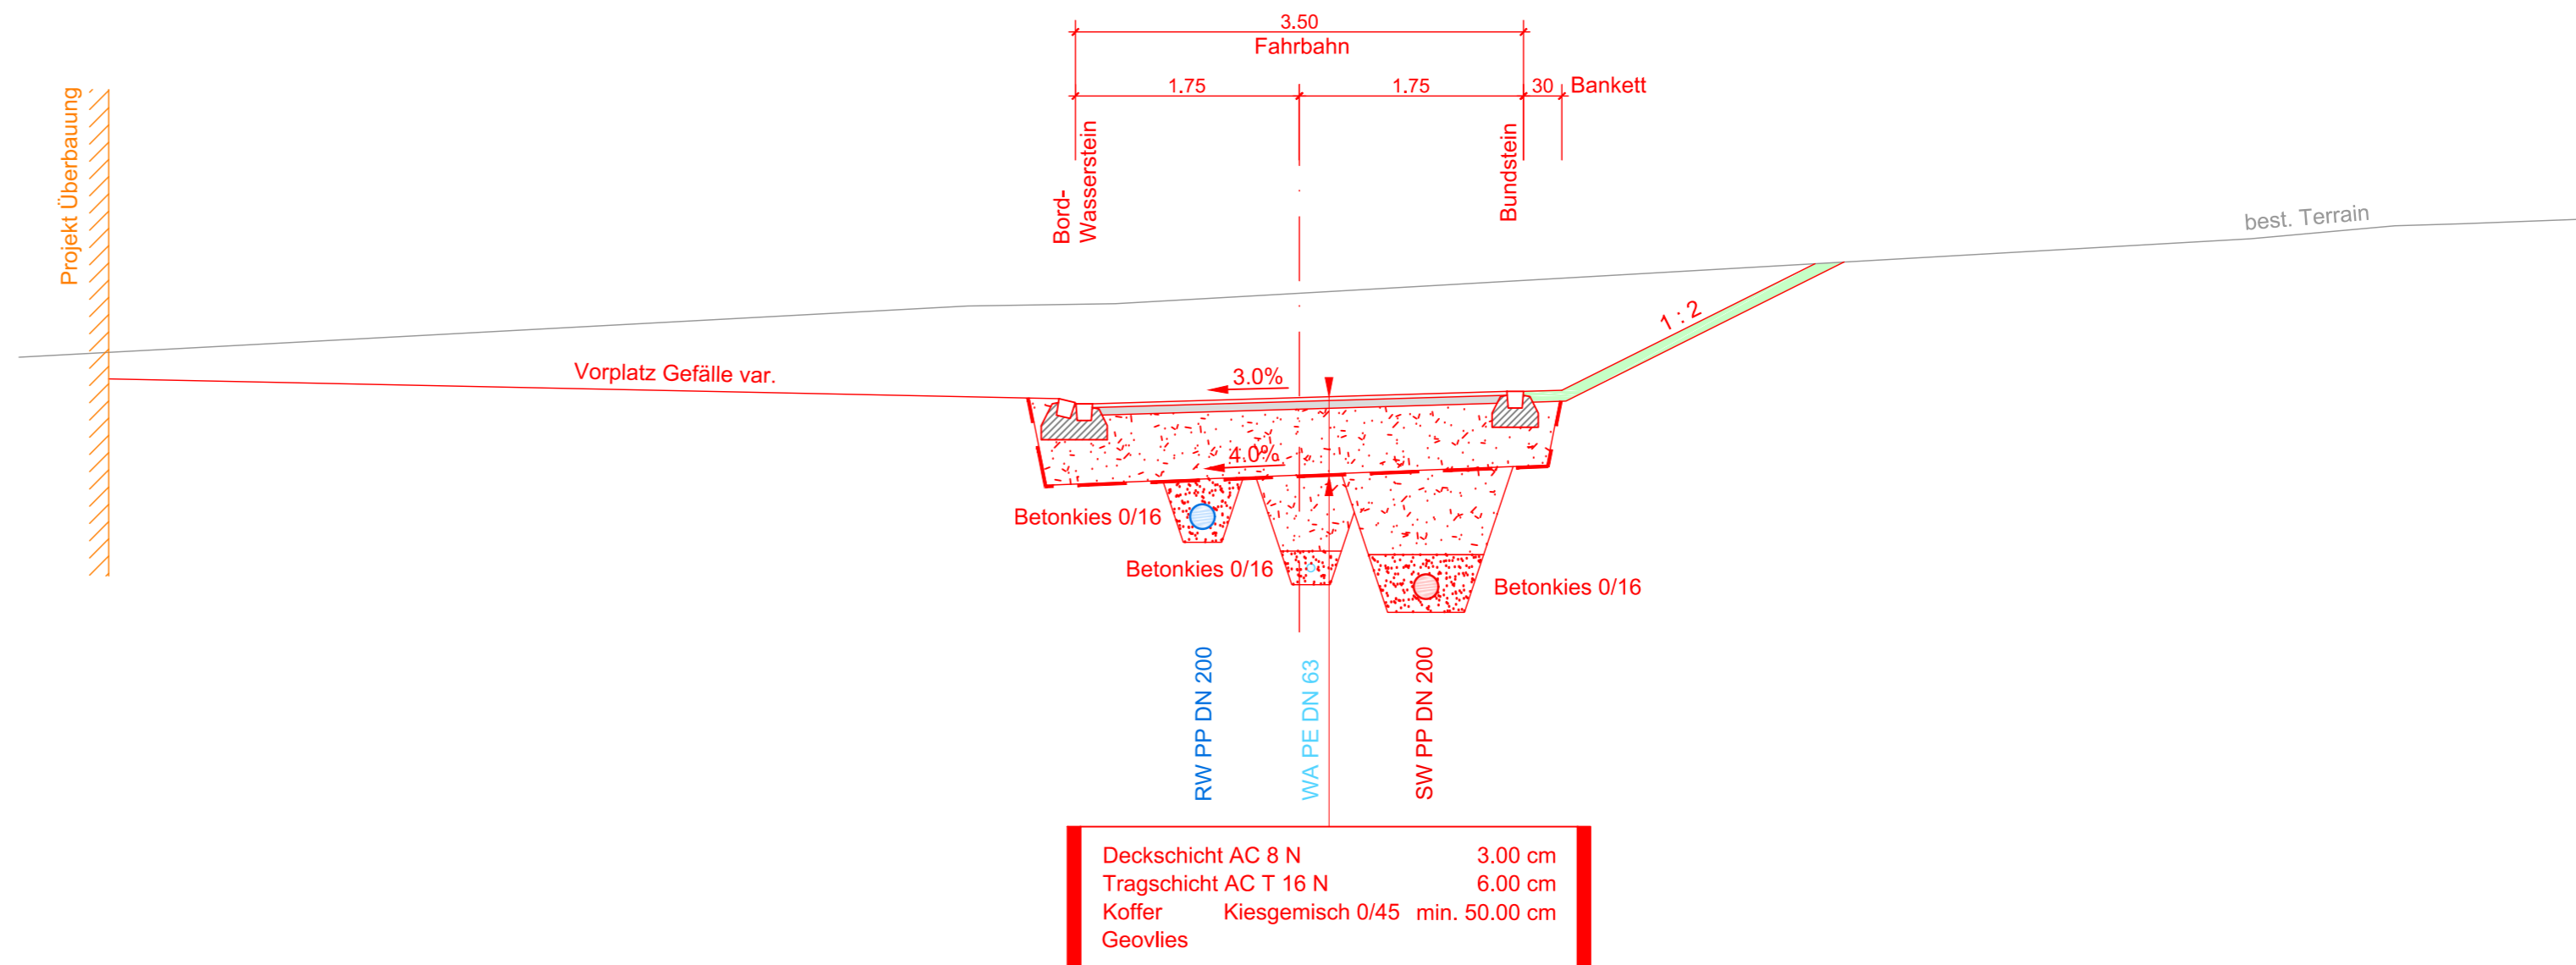 3.50
Fahrbahn
1.75
1.75
30
Bankett
Projekt Überbauung
Bord-
Wasserstein
Bundstein
best. Terrain
1 : 2
Vorplatz Gefälle var.
3.0%
4.0%
Betonkies 0/16
Betonkies 0/16
Betonkies 0/16
RW PP DN 200
WA PE DN 63
SW PP DN 200
Deckschicht AC 8 N 3.00 cm
Tragschicht AC T 16 N 6.00 cm
Koffer Kiesgemisch 0/45 min. 50.00 cm
Geovlies